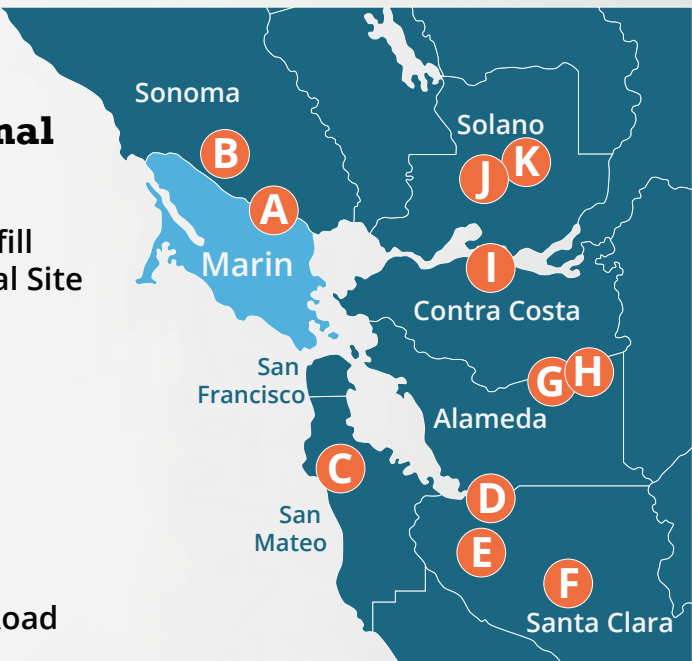 nal
fill
al Site
oad
Sonoma
Solano
B
K
J
A
Marin
I
Contra Costa
San
Francisco
G
H
Alameda
C
D
San
Mateo
E
F
Santa Clara